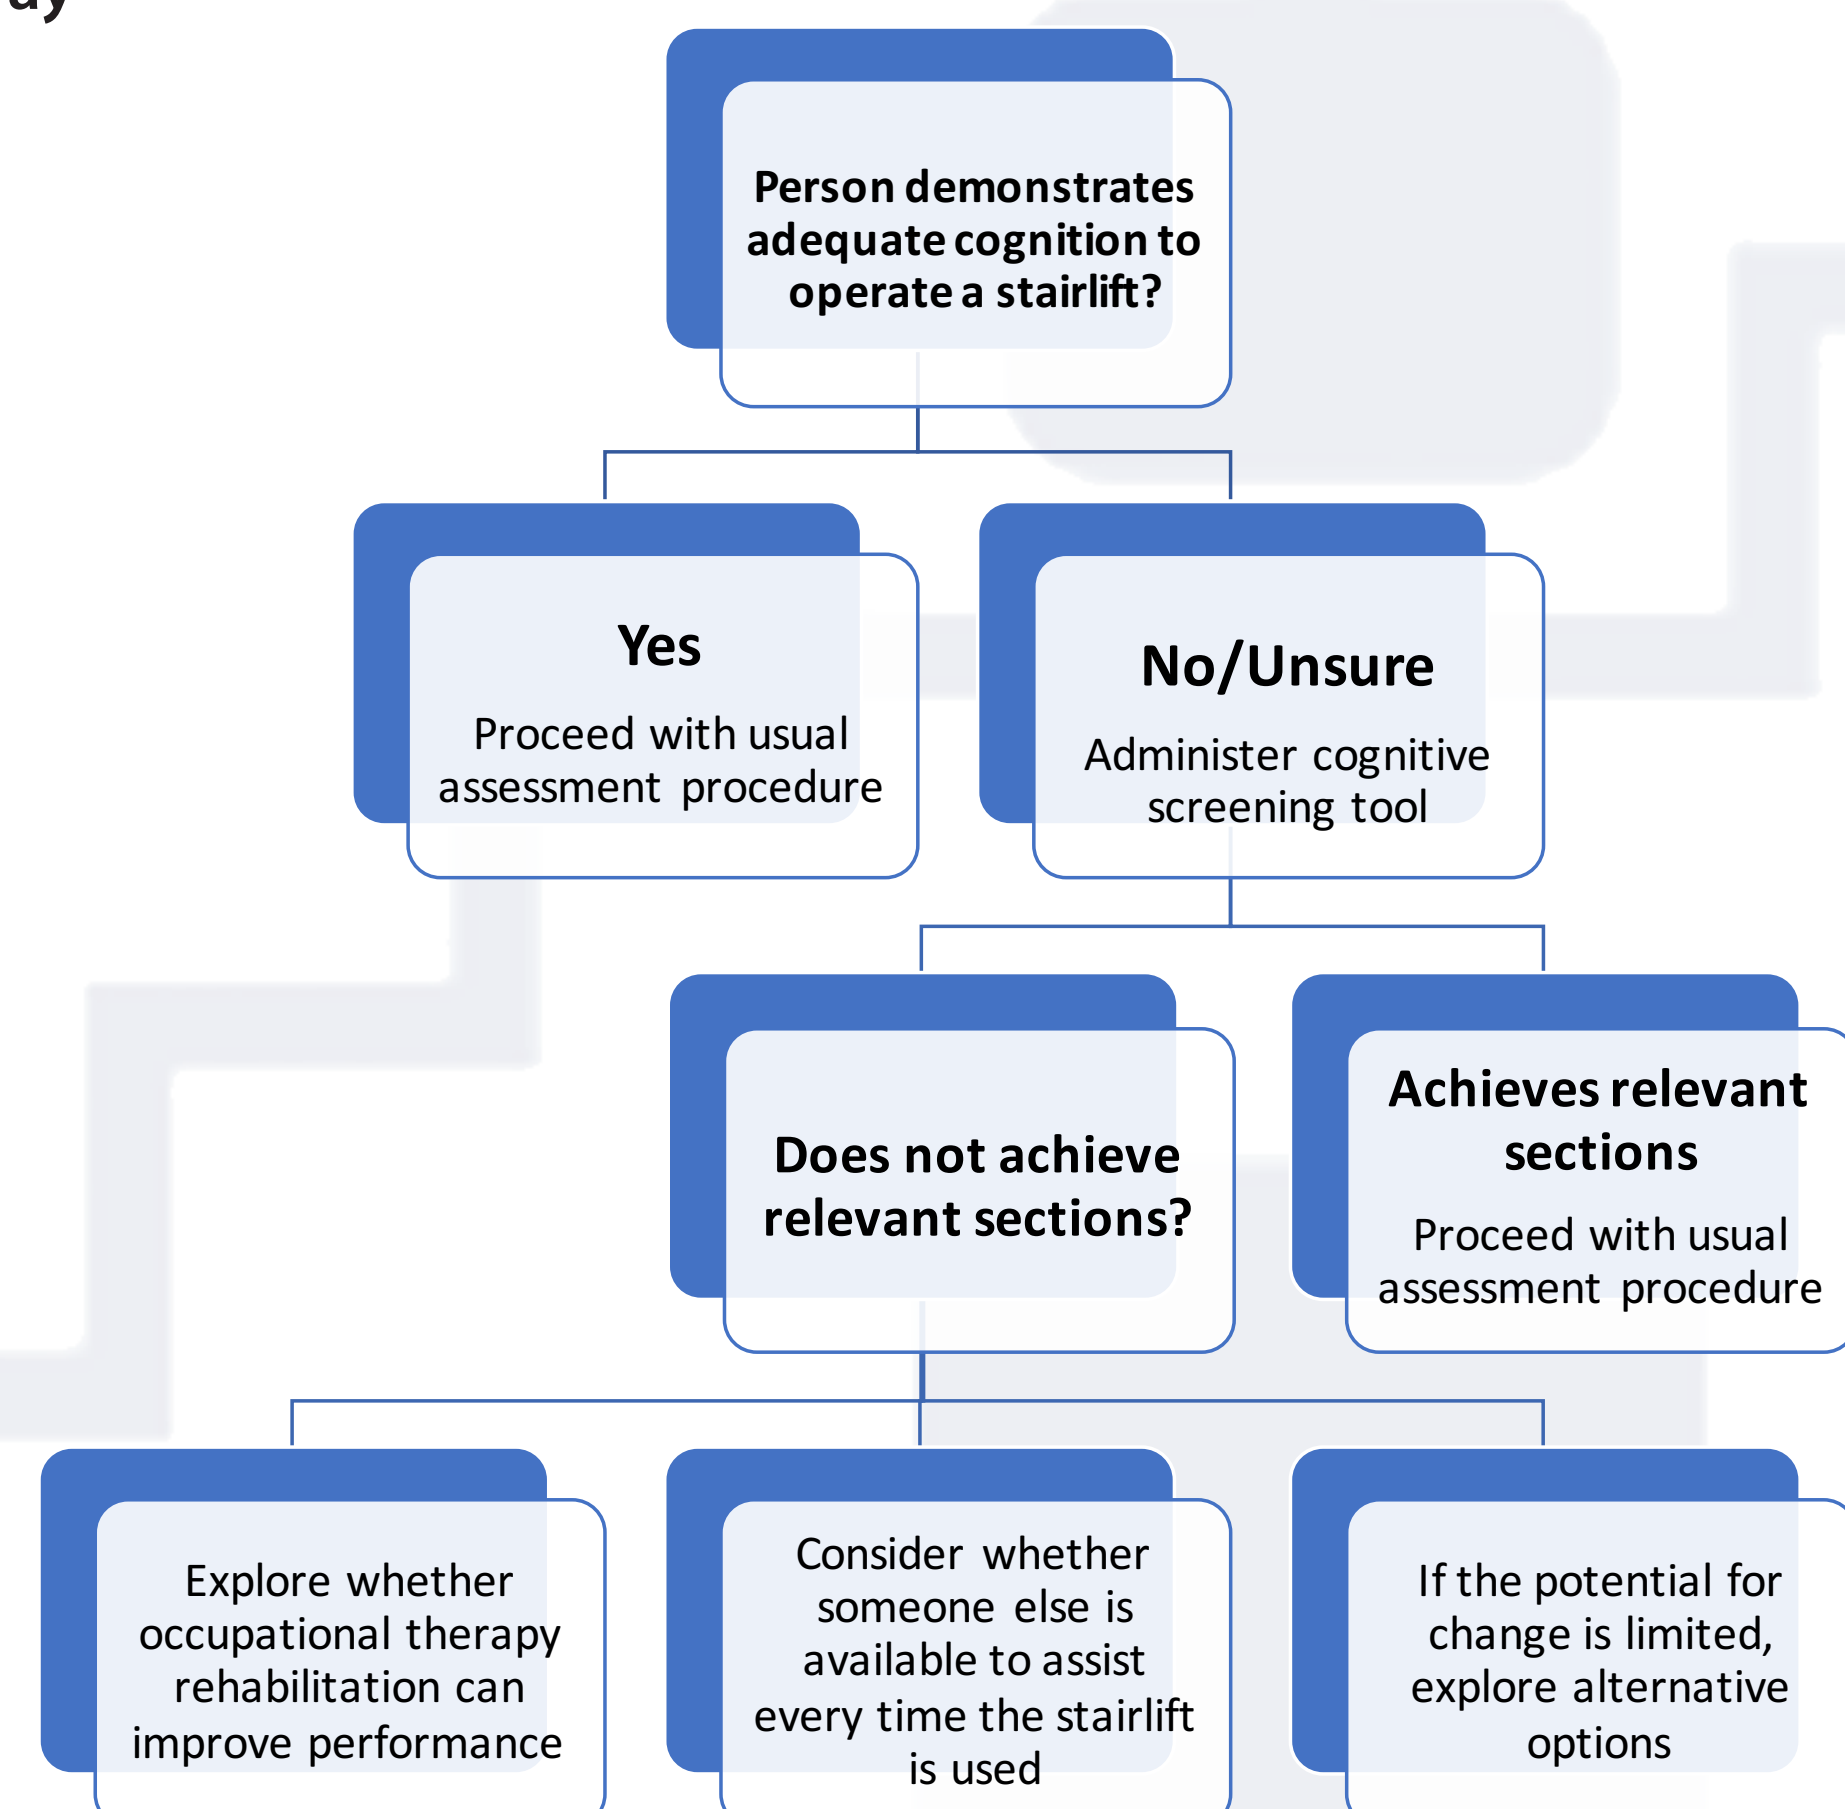 Person demonstrates
adequate cognition to
operate a stairlift?
Yes
Proceed with usual
assessment procedure
No/Unsure
Administer cognitive
screening tool
Does not achieve
relevant sections?
Achieves relevant
sections
Proceed with usual
assessment procedure
Explore whether
occupational therapy
rehabilitation can
improve performance
Consider whether
someone else is
available to assist
every time the stairlift
is used
If the potential for
change is limited,
explore alternative
options